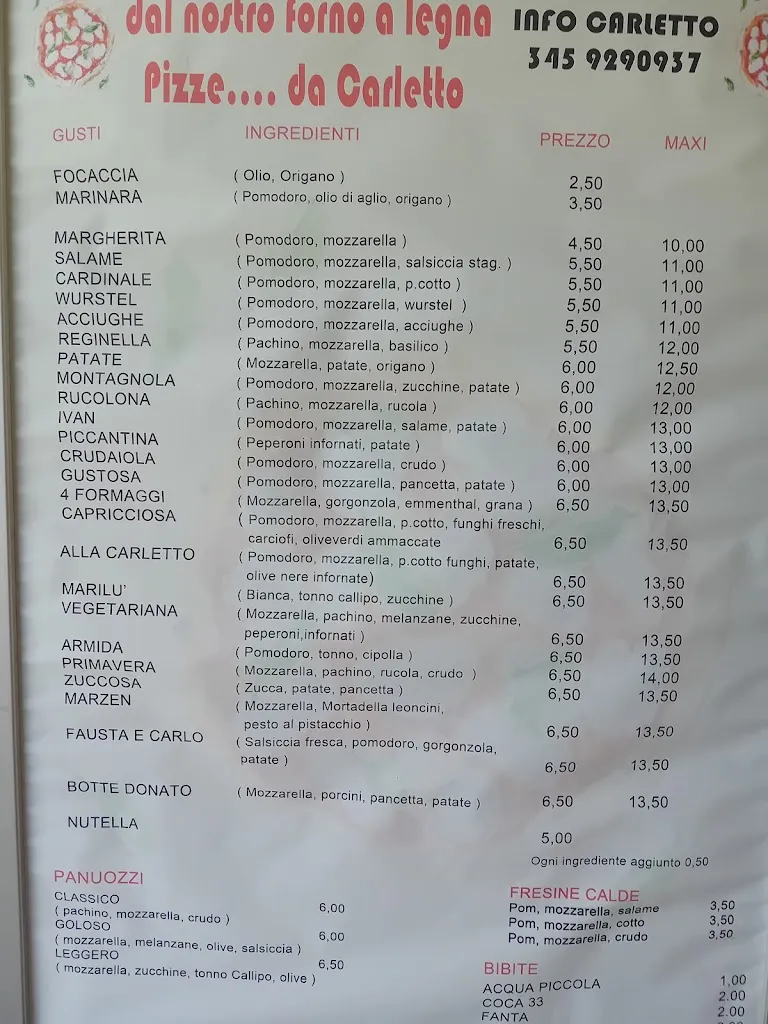 dal nostro forno a legna
INFO CARLETTO
345 9290937
Pizze.... da Carletto
GUSTI INGREDIENTI PREZZO MAXI
FOCACCIA ( Olio, Origano ) 2,50
MARINARA ( Pomodoro, olio di aglio, origano ) 3,50
MARGHERITA ( Pomodoro, mozzarella ) 4,50 10,00
SALAME ( Pomodoro, mozzarella, salsiccia stag. ) 5,50 11,00
CARDINALE ( Pomodoro, mozzarella, p.cotto ) 5,50 11,00
WURSTEL ( Pomodoro, mozzarella, wurstel ) 5,50 11,00
ACCIUGHE ( Pomodoro, mozzarella, acciughe ) 5,50 11,00
REGINELLA ( Pachino, mozzarella, basilico ) 5,50 12,00
PATATE ( Mozzarella, patate, origano ) 6,00 12,50
MONTAGNOLA ( Pomodoro, mozzarella, zucchine, patate ) 6,00 12,00
RUCOLONA ( Pachino, mozzarella, rucola ) 6,00 12,00
IVAN ( Pomodoro, mozzarella, salame, patate ) 6,00 13,00
PICCANTINA ( Peperoni infornati, patate ) 6,00 13,00
CRUDAIOLA ( Pomodoro, mozzarella, crudo ) 6,00 13,00
GUSTOSA ( Pomodoro, mozzarella, pancetta, patate ) 6,00 13,00
4 FORMAGGI ( Mozzarella, gorgonzola, emmenthal, grana ) 6,50 13,50
CAPRICCIOSA ( Pomodoro, mozzarella, p.cotto, funghi freschi,
carciofi, oliveverdi ammaccate 6,50 13,50
ALLA CARLETTO ( Pomodoro, mozzarella, p.cotto funghi, patate,
olive nere infornate) 6,50 13,50
MARILU' ( Bianca, tonno callipo, zucchine ) 6,50 13,50
VEGETARIANA ( Mozzarella, pachino, melanzane, zucchine,
peperoni,infornati ) 6,50 13,50
ARMIDA ( Pomodoro, tonno, cipolla ) 6,50 13,50
PRIMAVERA ( Mozzarella, pachino, rucola, crudo ) 6,50 14,00
ZUCCOSA ( Zucca, patate, pancetta ) 6,50 13,50
MARZEN ( Mozzarella, Mortadella leoncini,
pesto al pistacchio ) 6,50 13,50
FAUSTA E CARLO ( Salsiccia fresca, pomodoro, gorgonzola,
patate ) 6,50 13,50
BOTTE DONATO ( Mozzarella, porcini, pancetta, patate ) 6,50 13,50
NUTELLA 5,00
Ogni ingrediente aggiunto 0,50
PANUOZZI
CLASSICO 6,00
( pachino, mozzarella, crudo )
GOLOSO 6,00
( mozzarella, melanzane, olive, salsiccia )
LEGGERO 6,50
( mozzarella, zucchine, tonno Callipo, olive )
FRESINE CALDE
Pom, mozzarella, salame 3,50
Pom, mozzarella, cotto 3,50
Pom, mozzarella, crudo 3,50
BIBITE
ACQUA PICCOLA 1,00
COCA 33 2.00
FANTA 2.00